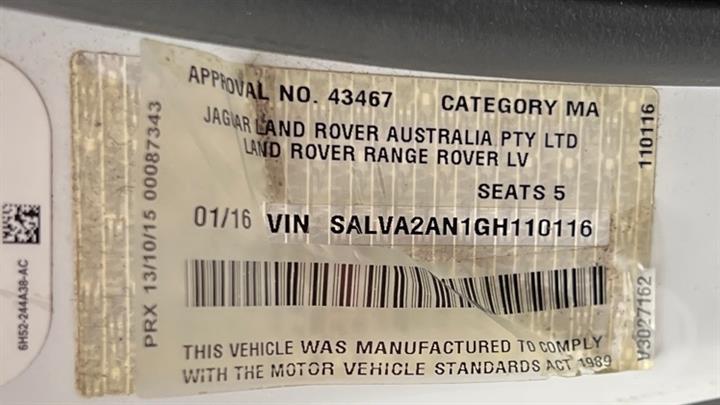 APPROVAL NO. 43467 CATEGORY MA
JAGUAR LAND ROVER AUSTRALIA PTY LTD
LAND ROVER RANGE ROVER LV
SEATS 5
01/16 VIN SALVA2AN1GH110116
THIS VEHICLE WAS MANUFACTURED TO COMPLY
WITH THE MOTOR VEHICLE STANDARDS ACT 1989
PRX 13/10/15 00087343
110116
V3027162
6H52-244A38-AC